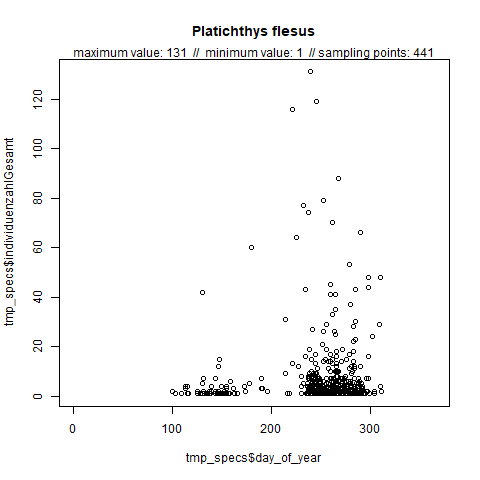 Platichthys flesus
maximum value: 131 // minimum value: 1 // sampling points: 441
tmp_specs$individuenzahlGesamt
120
100
80
60
40
20
0
0 100 200 300
tmp_specs$day_of_year